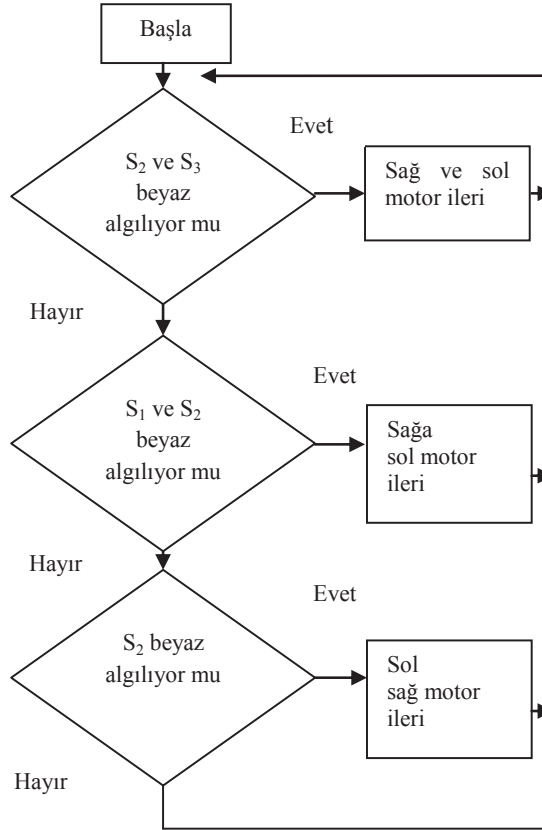 Başla
Evet
S₂ ve S₃
beyaz
algılıyor mu
Sağ ve sol
motor ileri
Hayır
Evet
S₁ ve S₂
beyaz
algılıyor mu
Sağa
sol motor
ileri
Hayır
Evet
S₂ beyaz
algılıyor mu
Sol
sağ motor
ileri
Hayır